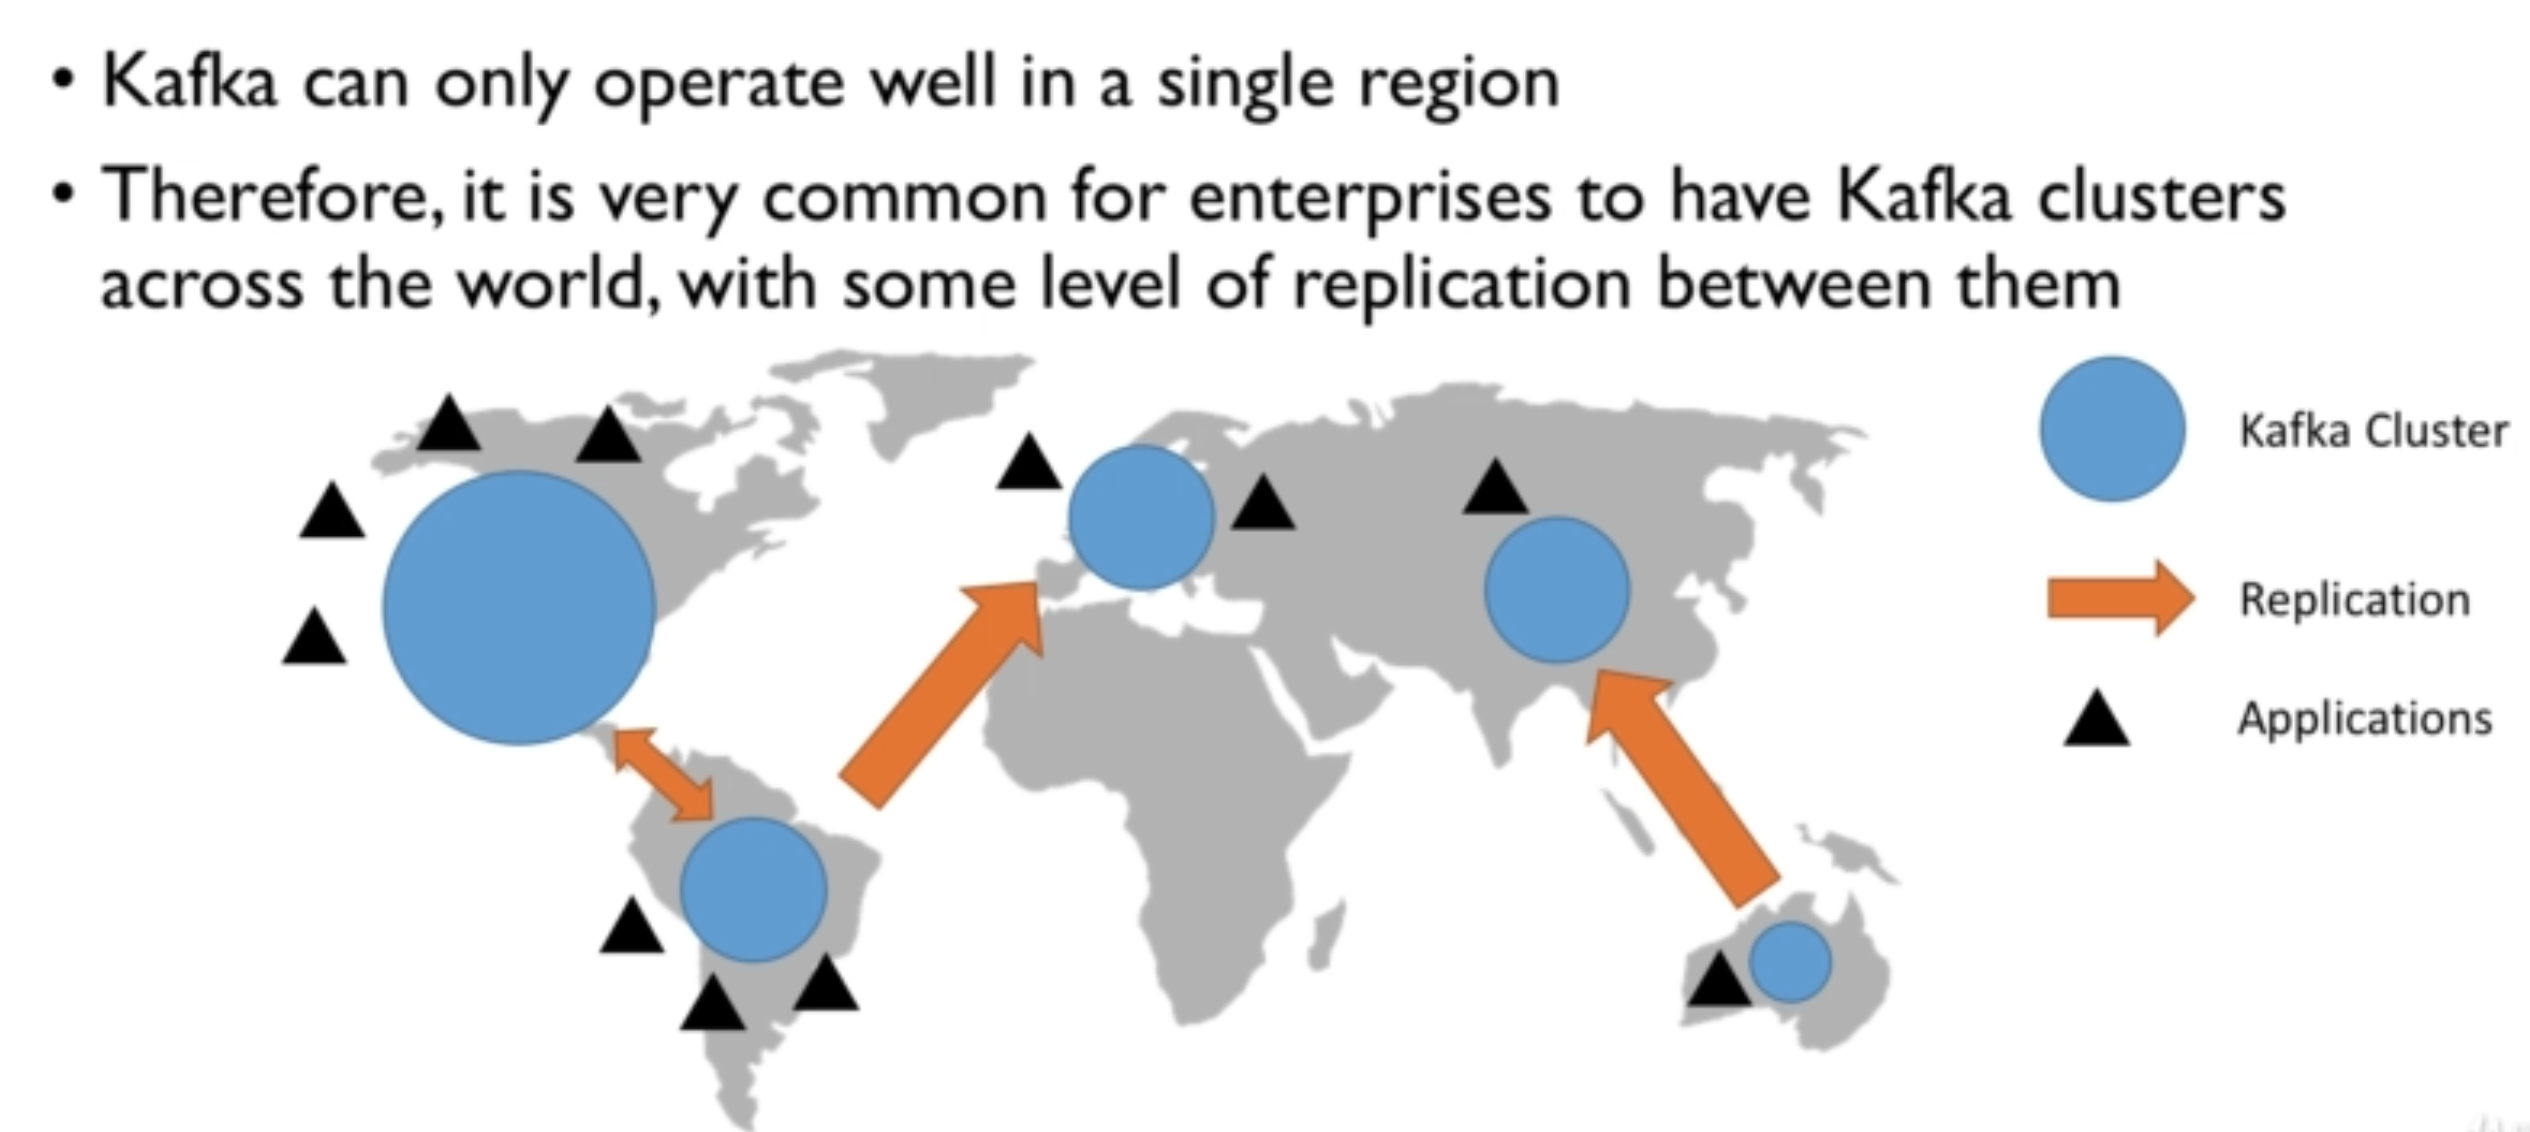 • Kafka can only operate well in a single region
• Therefore, it is very common for enterprises to have Kafka clusters
across the world, with some level of replication between them
Kafka Cluster
Replication
Applications